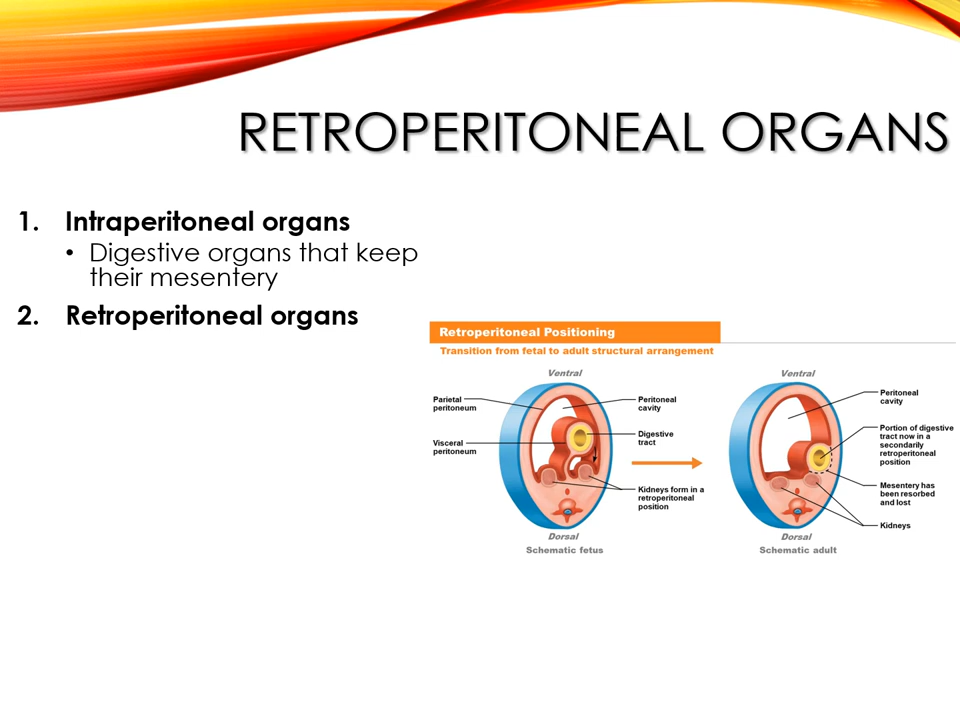 RETROPERITONEAL ORGANS
1. Intraperitoneal organs
• Digestive organs that keep
their mesentery
2. Retroperitoneal organs
Retroperitoneal Positioning
Transition from fetal to adult structural arrangement
Ventral
Parietal
peritoneum
Visceral
peritoneum
Peritoneal
cavity
Digestive
tract
Kidneys form in a
retroperitoneal
position
Dorsal
Schematic fetus
Ventral
Peritoneal
cavity
Portion of digestive
tract now in a
secondarily
retroperitoneal
position
Mesentery has
been resorbed
and lost
Kidneys
Dorsal
Schematic adult